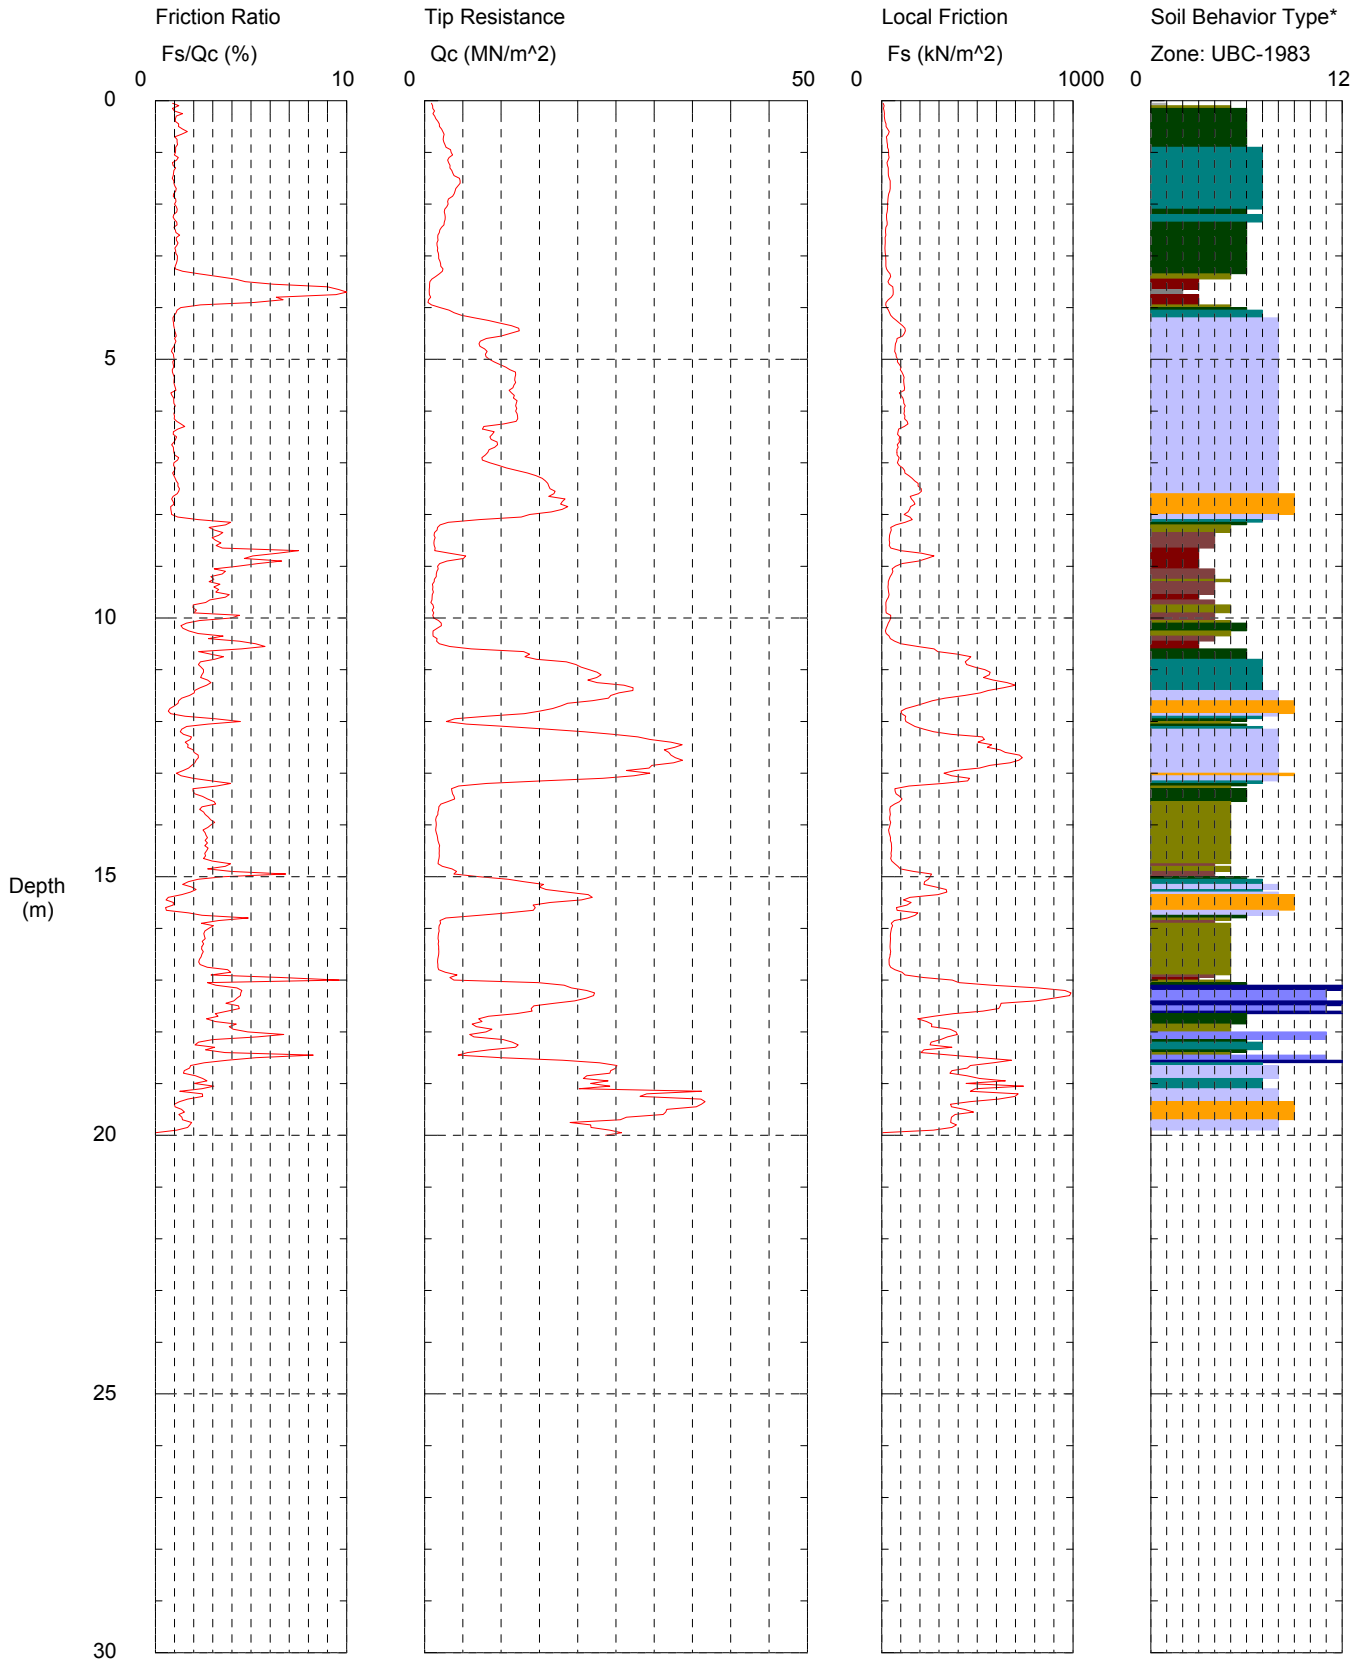 Friction Ratio
Tip Resistance
Local Friction
Soil Behavior Type*
Fs/Qc (%)
Qc (MN/m^2)
Fs (kN/m^2)
Zone: UBC-1983
0 10
0 50
0 1000
0 12
0
5
10
15
Depth
(m)
20
25
30